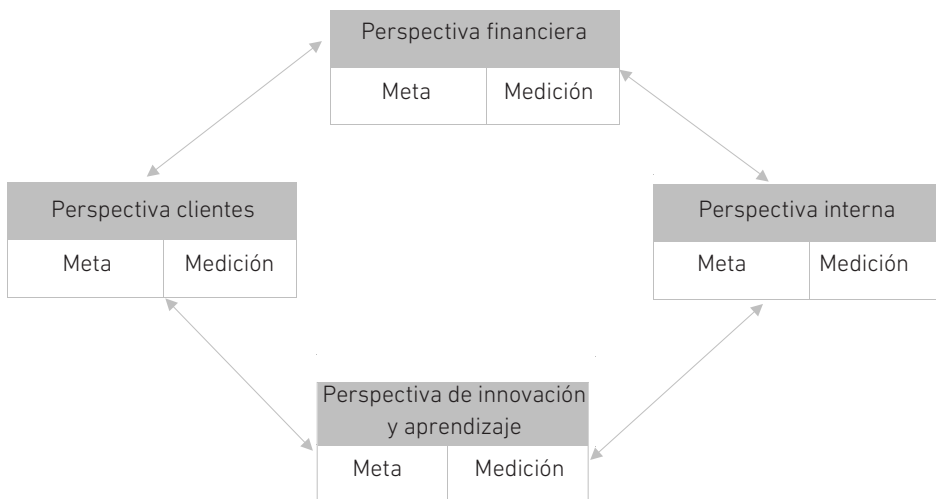 Perspectiva financiera
Meta Medición
Perspectiva clientes
Meta Medición
Perspectiva interna
Meta Medición
Perspectiva de innovación
y aprendizaje
Meta Medición